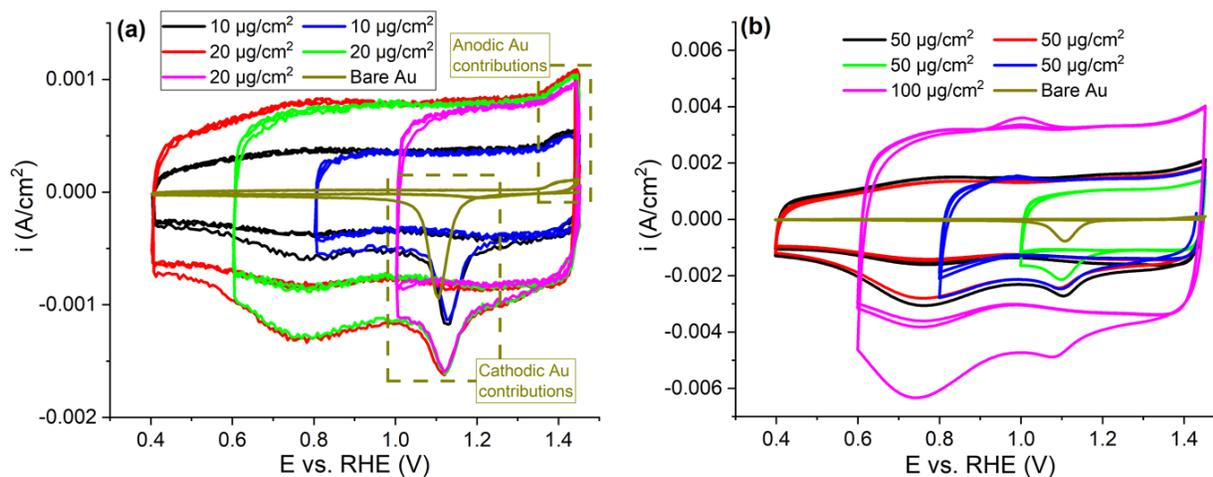 (a)
10 µg/cm² 10 µg/cm²
20 µg/cm² 20 µg/cm²
20 µg/cm² Bare Au
Anodic Au
contributions
Cathodic Au
contributions
0.001
0.000
-0.001
-0.002
i (A/cm²)
0.4 0.6 0.8 1.0 1.2 1.4
E vs. RHE (V)
(b)
50 µg/cm² 50 µg/cm²
50 µg/cm² 50 µg/cm²
100 µg/cm² Bare Au
0.006
0.004
0.002
0.000
-0.002
-0.004
-0.006
i (A/cm²)
0.4 0.6 0.8 1.0 1.2 1.4
E vs. RHE (V)